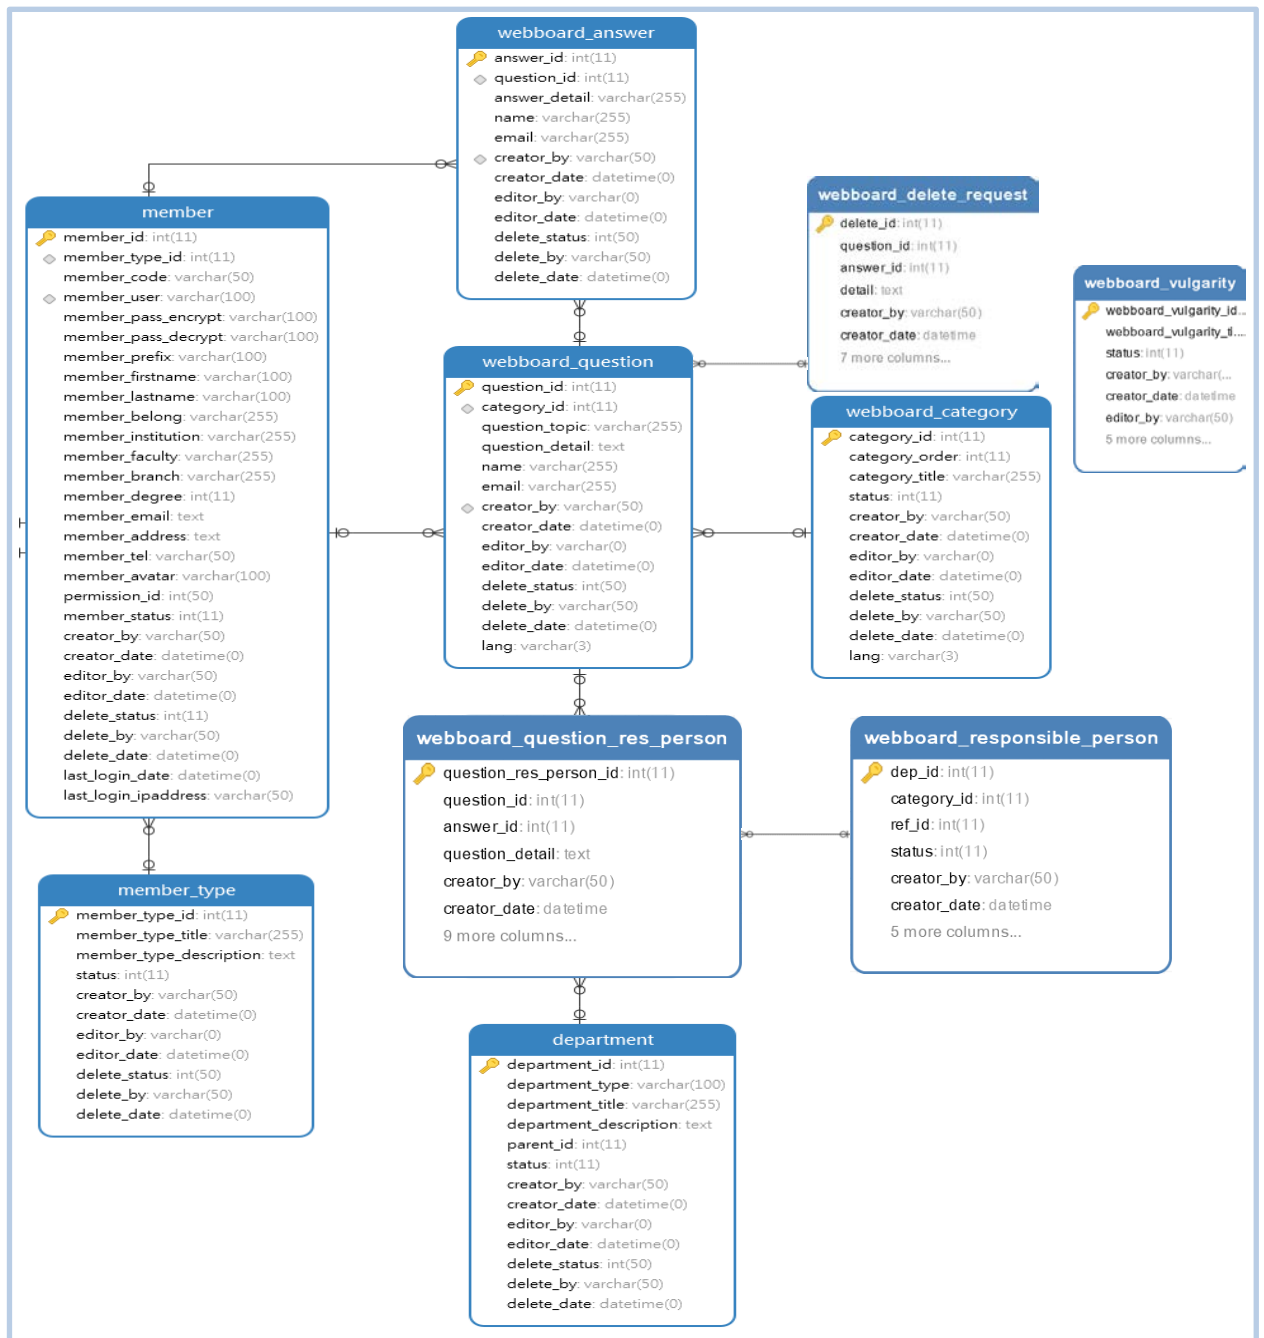 webboard_answer
answer_id: int(11)
question_id: int(11)
answer_detail: varchar(255)
name: varchar(255)
email: varchar(255)
creator_by: varchar(50)
creator_date: datetime(0)
editor_by: varchar(0)
editor_date: datetime(0)
delete_status: int(50)
delete_by: varchar(50)
delete_date: datetime(0)
member
member_id: int(11)
member_type_id: int(11)
member_code: varchar(50)
member_user: varchar(100)
member_pass_encrypt: varchar(100)
member_pass_decrypt: varchar(100)
member_prefix: varchar(100)
member_firstname: varchar(100)
member_lastname: varchar(100)
member_belong: varchar(255)
member_institution: varchar(255)
member_faculty: varchar(255)
member_branch: varchar(255)
member_degree: int(11)
member_email: text
member_address: text
member_tel: varchar(50)
member_avatar: varchar(100)
permission_id: int(50)
member_status: int(11)
creator_by: varchar(50)
creator_date: datetime(0)
editor_by: varchar(50)
editor_date: datetime(0)
delete_status: int(11)
delete_by: varchar(50)
delete_date: datetime(0)
last_login_date: datetime(0)
last_login_ipaddress: varchar(50)
webboard_question
question_id: int(11)
category_id: int(11)
question_topic: varchar(255)
question_detail: text
name: varchar(255)
email: varchar(255)
creator_by: varchar(50)
creator_date: datetime(0)
editor_by: varchar(0)
editor_date: datetime(0)
delete_status: int(50)
delete_by: varchar(50)
delete_date: datetime(0)
lang: varchar(3)
webboard_delete_request
delete_id: int(11)
question_id: int(11)
answer_id: int(11)
detail: text
creator_by: varchar(50)
creator_date: datetime
7 more columns...
webboard_vulgarity
webboard_vulgarity_id...
webboard_vulgarity_ti....
status: int(11)
creator_by: varchar(...
creator_date: datetime
editor_by: varchar(50)
5 more columns...
webboard_category
category_id: int(11)
category_order: int(11)
category_title: varchar(255)
status: int(11)
creator_by: varchar(50)
creator_date: datetime(0)
editor_by: varchar(0)
editor_date: datetime(0)
delete_status: int(50)
delete_by: varchar(50)
delete_date: datetime(0)
lang: varchar(3)
webboard_question_res_person
question_res_person_id: int(11)
question_id: int(11)
answer_id: int(11)
question_detail: text
creator_by: varchar(50)
creator_date: datetime
9 more columns...
webboard_responsible_person
dep_id: int(11)
category_id: int(11)
ref_id: int(11)
status: int(11)
creator_by: varchar(50)
creator_date: datetime
5 more columns...
member_type
member_type_id: int(11)
member_type_title: varchar(255)
member_type_description: text
status: int(11)
creator_by: varchar(50)
creator_date: datetime(0)
editor_by: varchar(0)
editor_date: datetime(0)
delete_status: int(50)
delete_by: varchar(50)
delete_date: datetime(0)
department
department_id: int(11)
department_type: varchar(100)
department_title: varchar(255)
department_description: text
parent_id: int(11)
status: int(11)
creator_by: varchar(50)
creator_date: datetime(0)
editor_by: varchar(0)
editor_date: datetime(0)
delete_status: int(50)
delete_by: varchar(50)
delete_date: datetime(0)